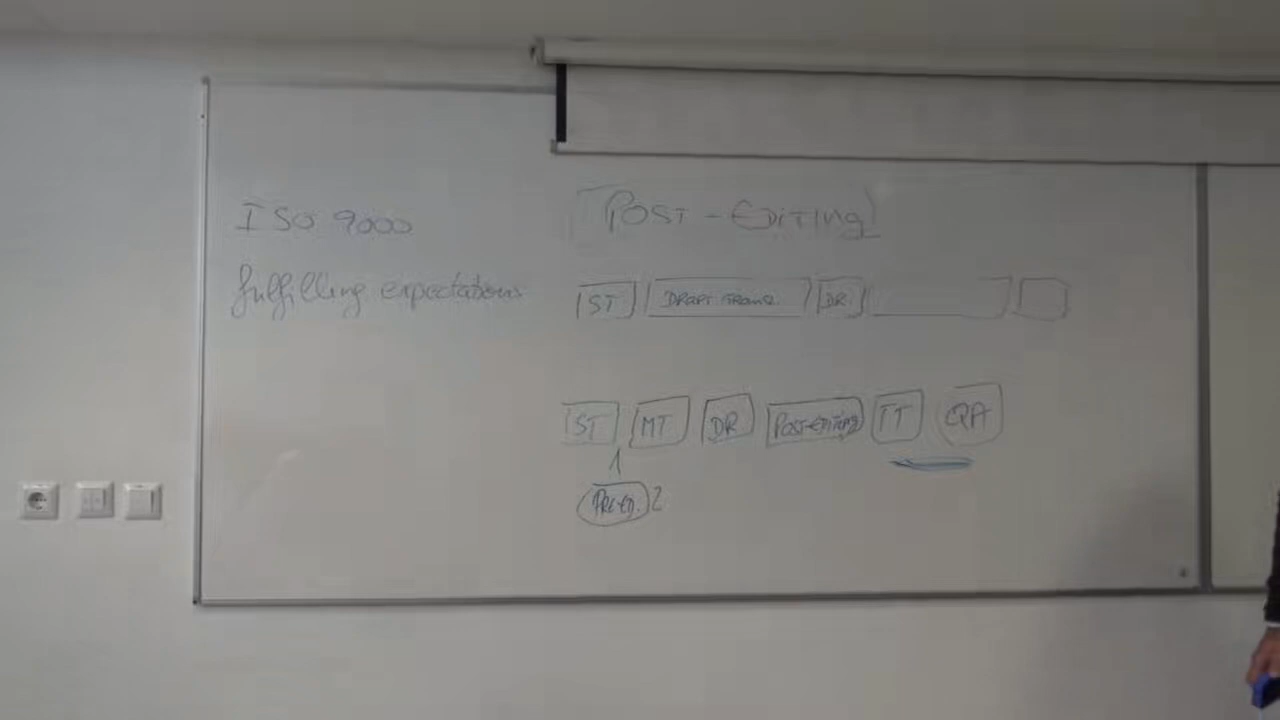 ISO 9000
fulfilling expectations
POST-EDITING
ST DRAFT DR
ST MT DR POST-EDITING TT QA
PRE-ED. 2